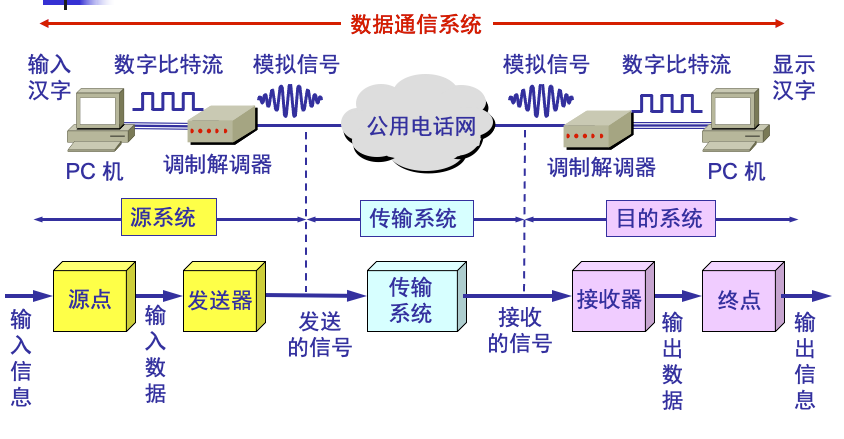 数据通信系统
输入
汉字
数字比特流
模拟信号
模拟信号
数字比特流
显示
汉字
公用电话网
PC 机
调制解调器
调制解调器
PC 机
源系统
传输系统
目的系统
源点
发送器
传输
系统
接收器
终点
输入信息
输入数据
发送
的信号
接收
的信号
输出数据
输出信息